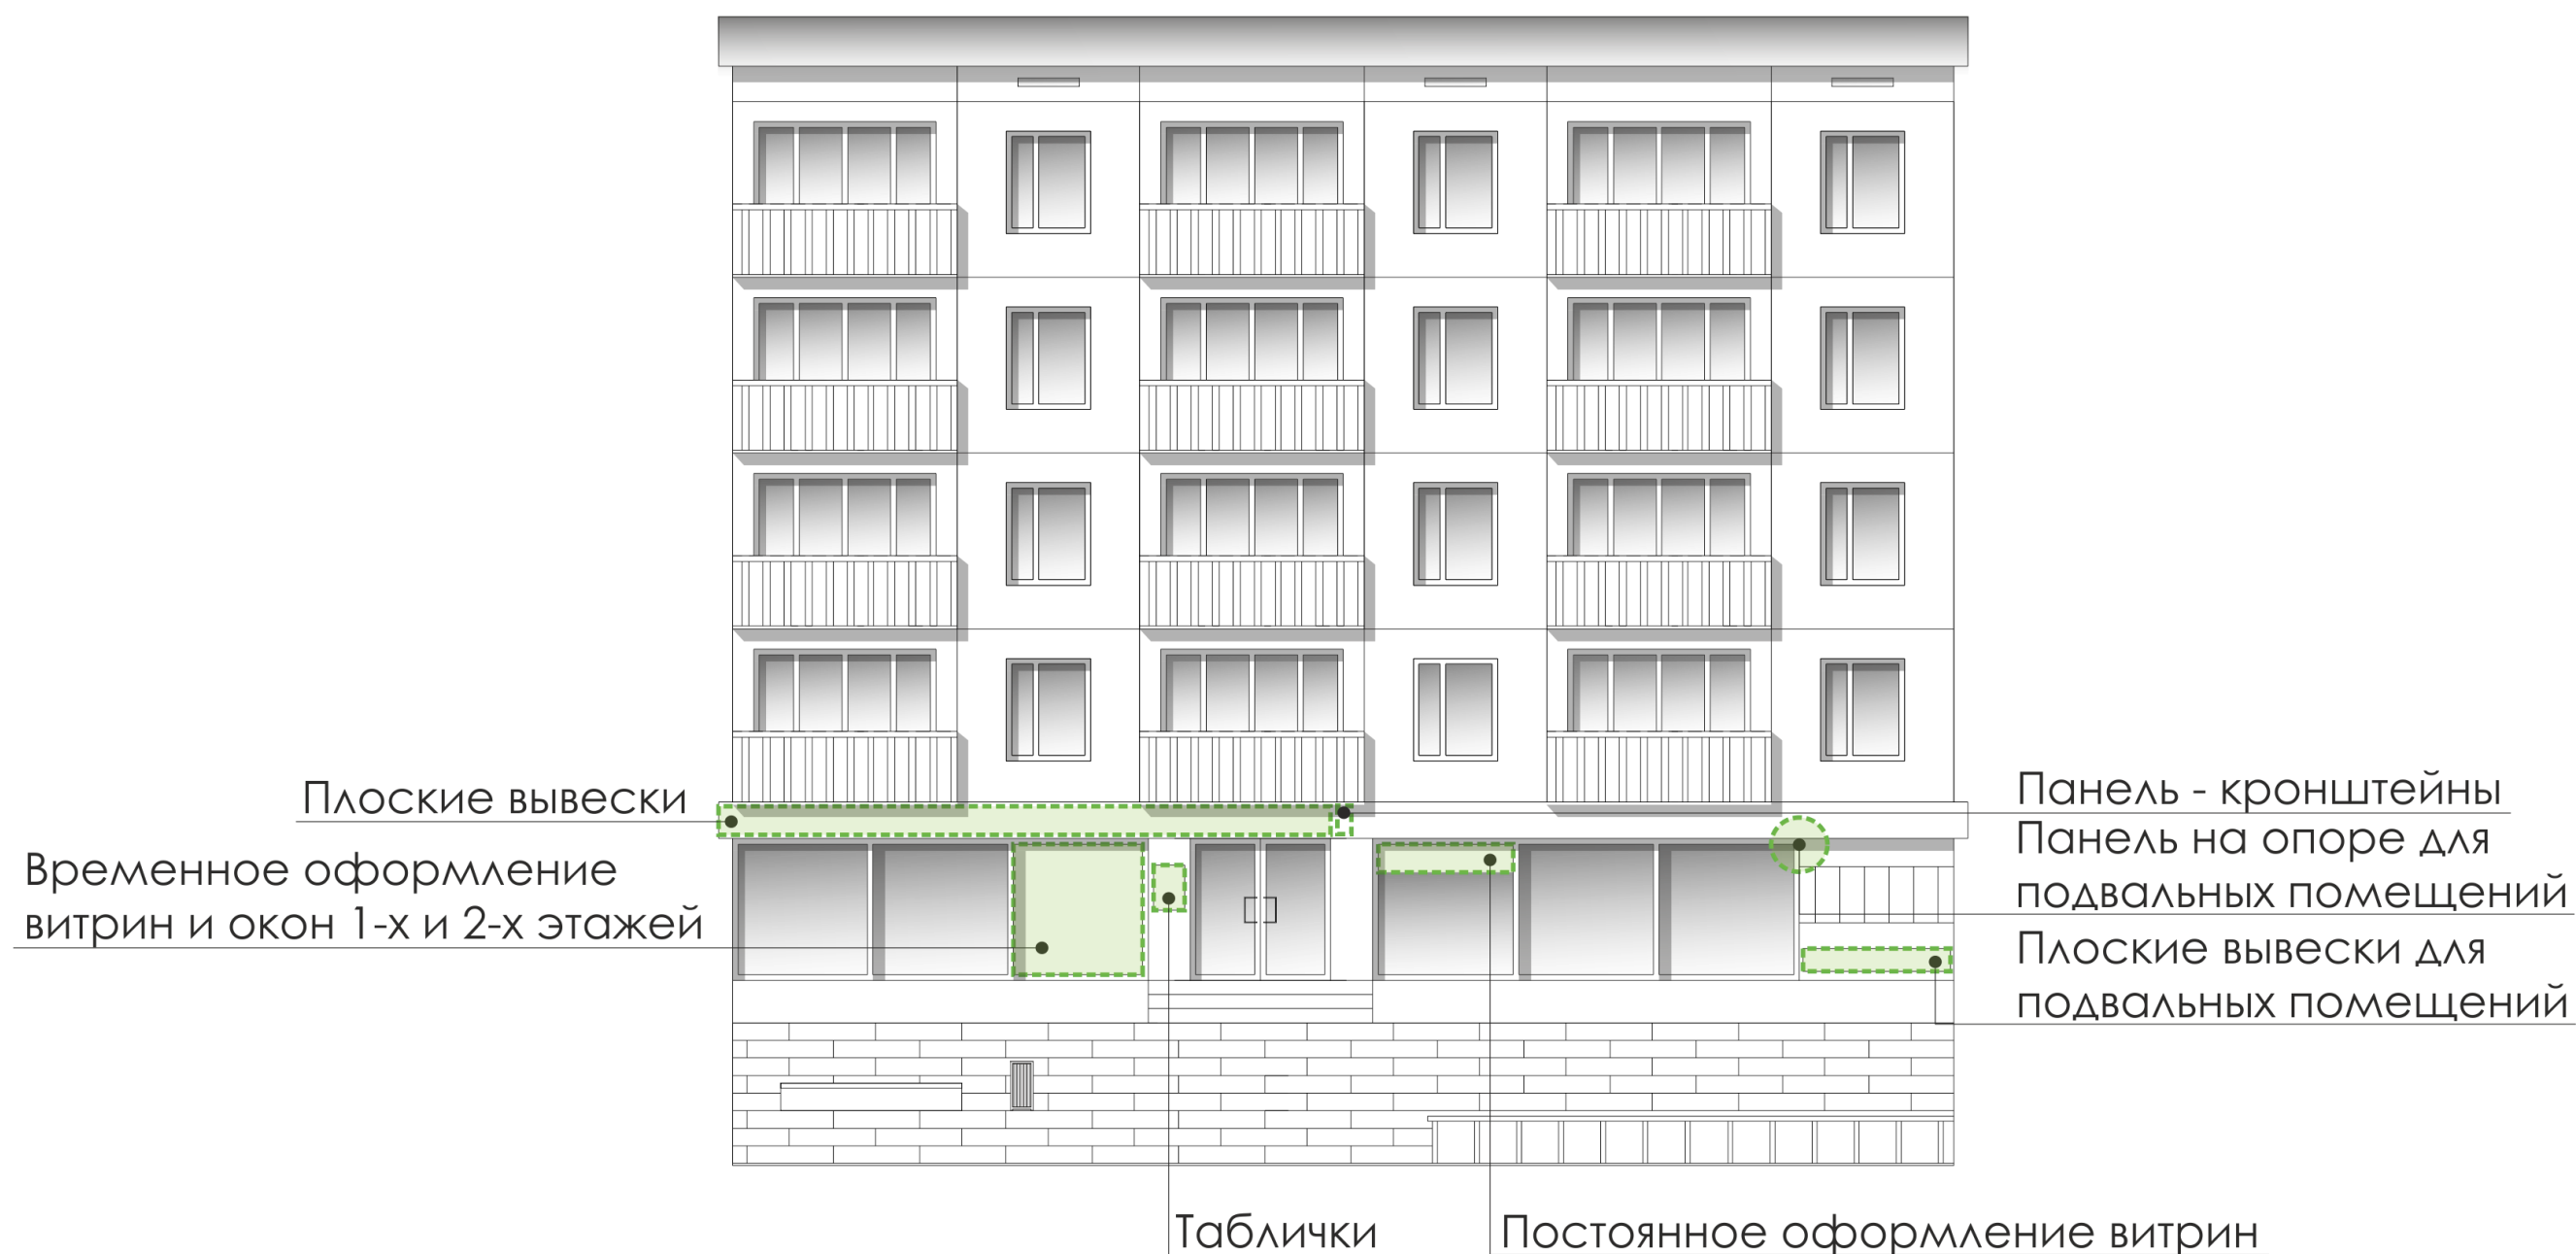 Плоские вывески
Временное оформление
витрин и окон 1-х и 2-х этажей
Панель - кронштейны
Панель на опоре для
подвальных помещений
Плоские вывески для
подвальных помещений
Таблички
Постоянное оформление витрин